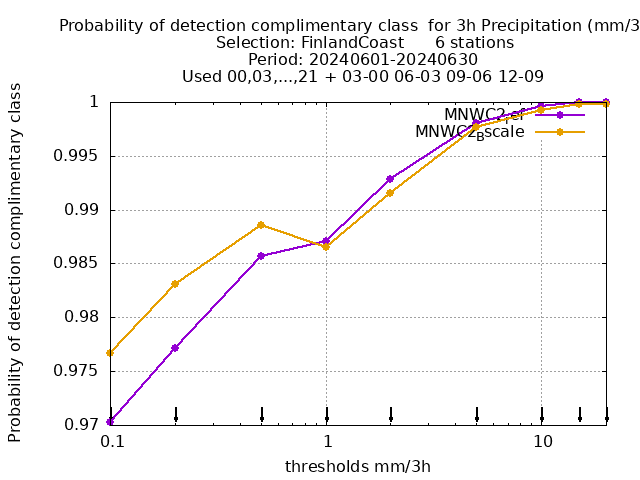 Probability of detection complimentary class  for 3h Precipitation (mm/3
Selection: FinlandCoast      6 stations
Period: 20240601-20240630
Used 00,03,...,21 + 03-00 06-03 09-06 12-09
Probability of detection complimentary class
1
0.995
0.99
0.985
0.98
0.975
0.97
MNWC2_Bscale
0.1
1
10
thresholds mm/3h